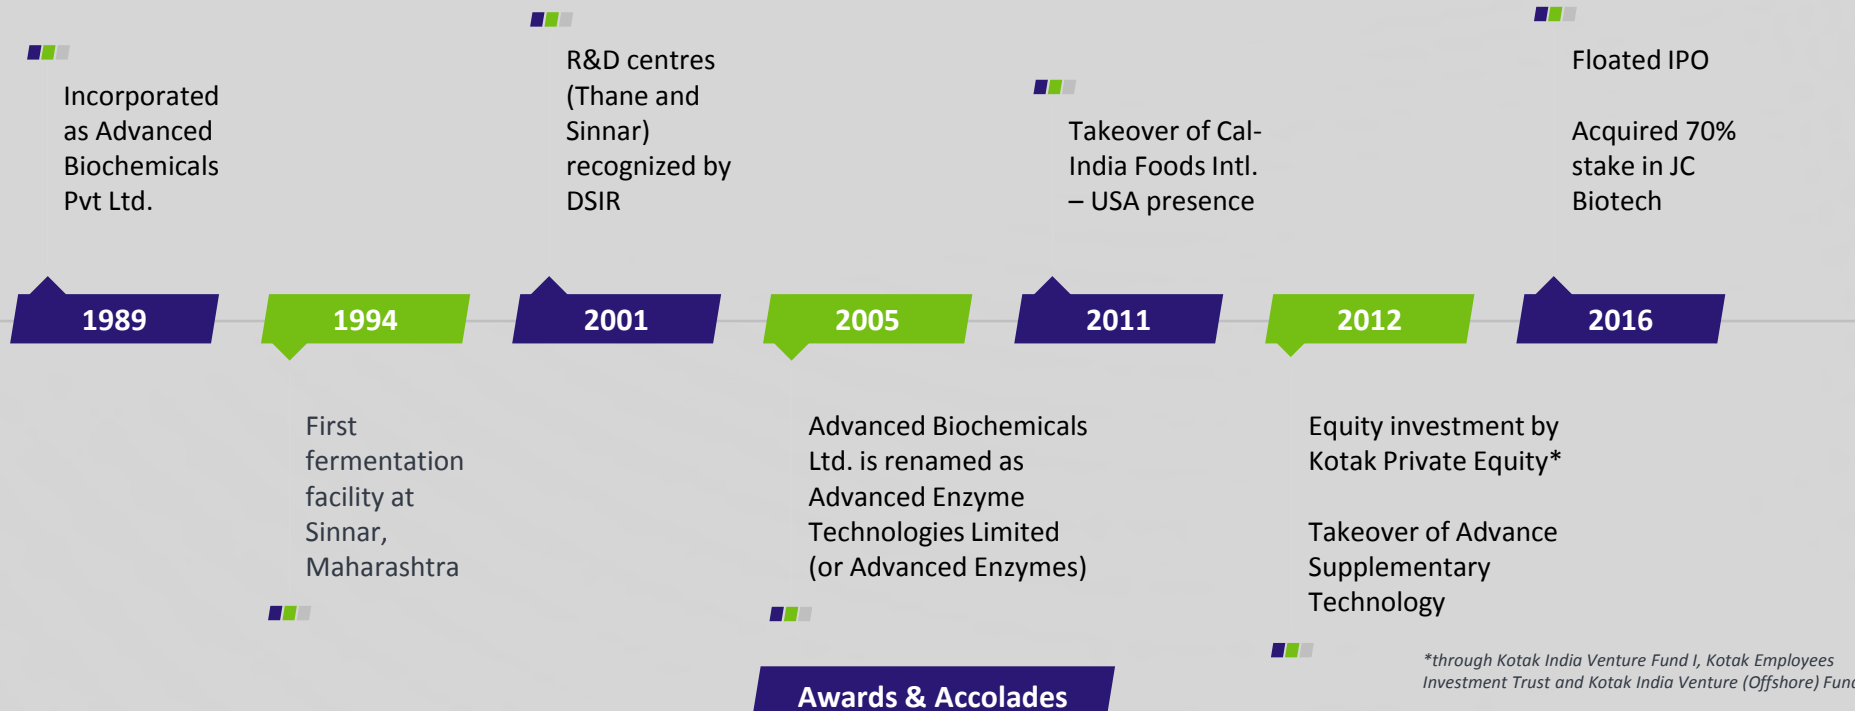 Incorporated
as Advanced
Biochemicals
Pvt Ltd.
R&D centres
(Thane and
Sinnar)
recognized by
DSIR
Takeover of Cal-
India Foods Intl.
– USA presence
Floated IPO
Acquired 70%
stake in JC
Biotech
1989
1994
2001
2005
2011
2012
2016
First
fermentation
facility at
Sinnar,
Maharashtra
Advanced Biochemicals
Ltd. is renamed as
Advanced Enzyme
Technologies Limited
(or Advanced Enzymes)
Equity investment by
Kotak Private Equity*
Takeover of Advance
Supplementary
Technology
*through Kotak India Venture Fund I, Kotak Employees
Investment Trust and Kotak India Venture (Offshore) Fund
Awards & Accolades